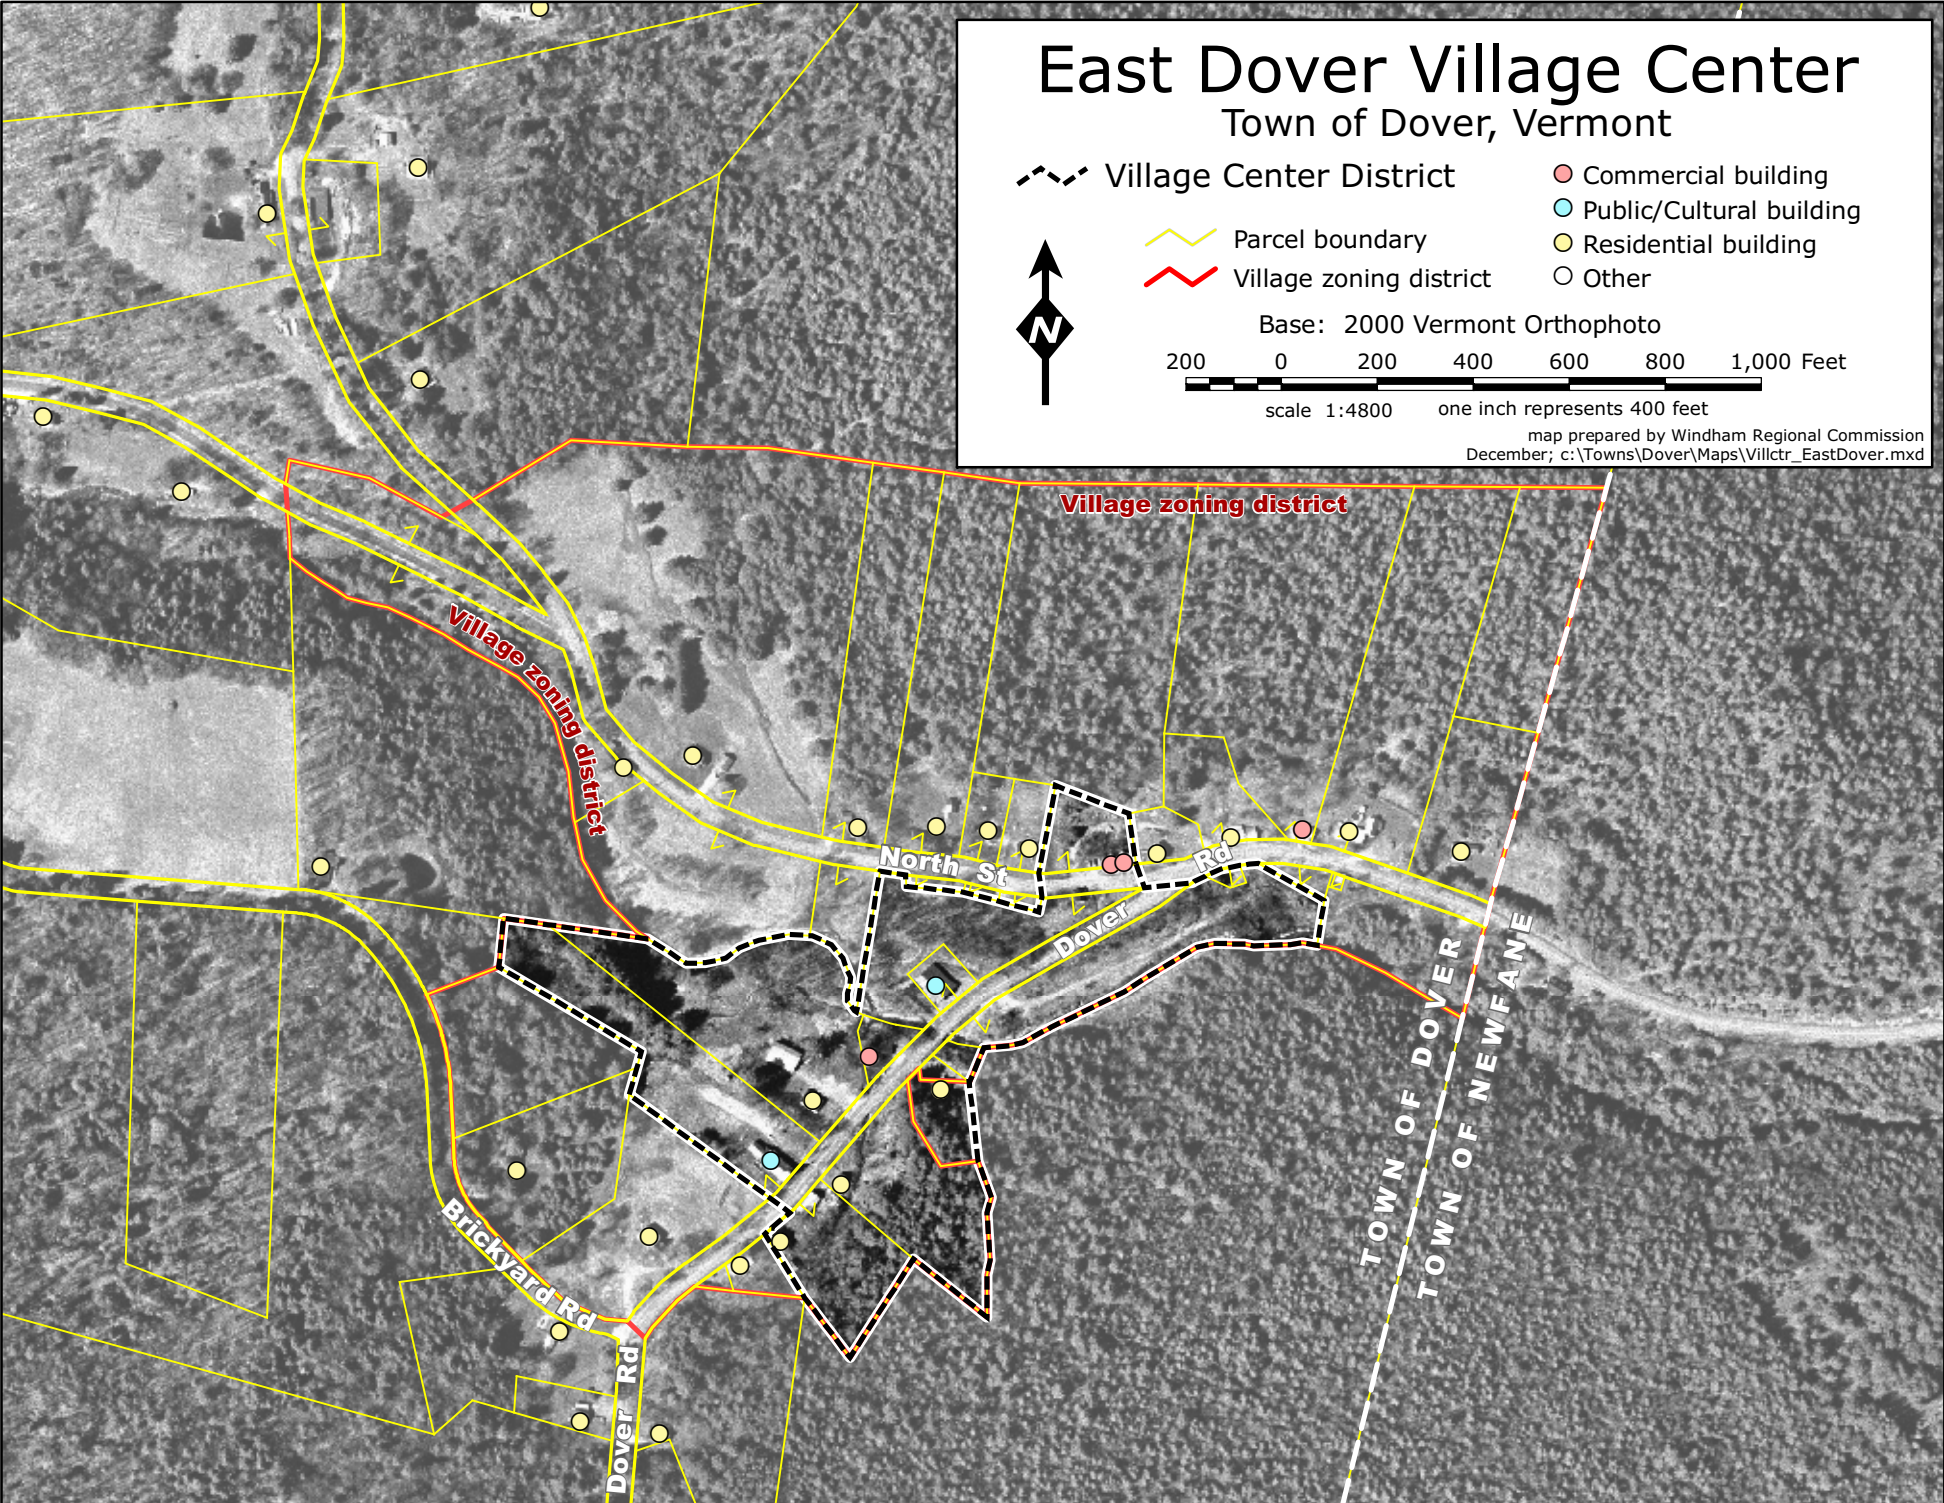 East Dover Village Center
Town of Dover, Vermont
Village Center District
Parcel boundary
Village zoning district
Commercial building
Public/Cultural building
Residential building
Other
N
Base: 2000 Vermont Orthophoto
200 0 200 400 600 800 1,000 Feet
scale 1:4800 one inch represents 400 feet
map prepared by Windham Regional Commission
December; c:\Towns\Dover\Maps\Villctr_EastDover.mxd
Village zoning district
Village zoning district
North St
Dover Rd
TOWN OF DOVER
TOWN OF NEWFANE
Brickyard Rd
Dover Rd